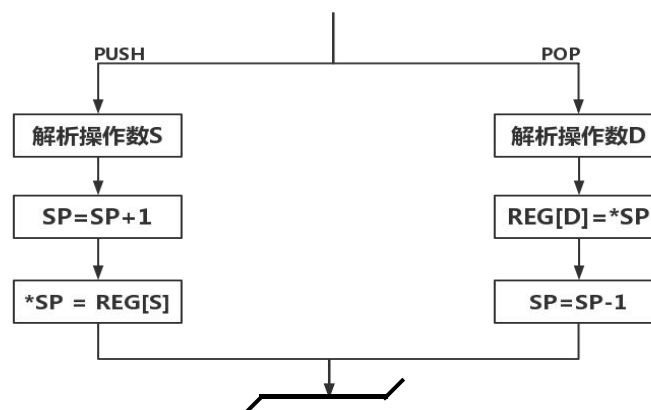 PUSH
POP
解析操作数S
解析操作数D
SP=SP+1
REG[D]=*SP
*SP = REG[S]
SP=SP-1